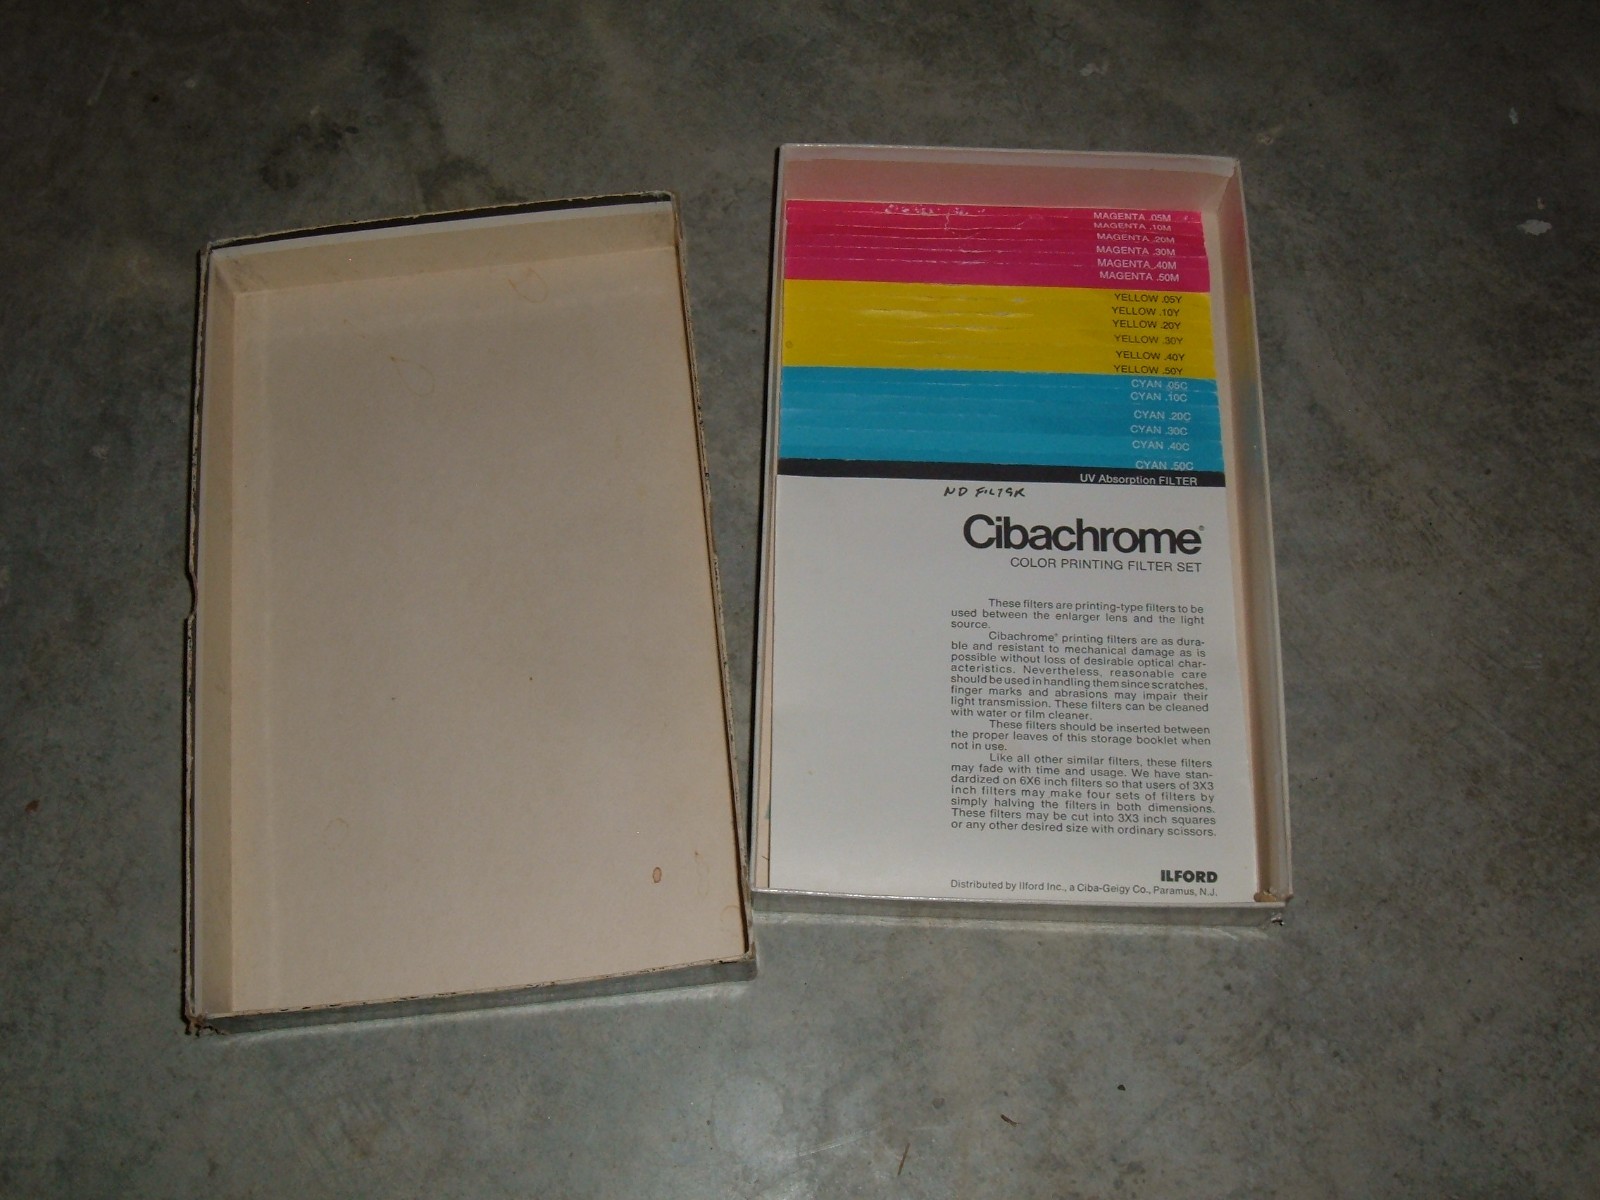 MAGENTA .05M
MAGENTA .10M
MAGENTA .20M
MAGENTA .30M
MAGENTA .40M
MAGENTA .50M
YELLOW .05Y
YELLOW .10Y
YELLOW .20Y
YELLOW .30Y
YELLOW .40Y
YELLOW .50Y
CYAN .05C
CYAN .10C
CYAN .20C
CYAN .30C
CYAN .40C
CYAN .50C
UV Absorption FILTER
ND FILTER
Cibachrome®
COLOR PRINTING FILTER SET
These filters are printing-type filters to be
used between the enlarger lens and the light
source.
Cibachrome® printing filters are as dura-
ble and resistant to mechanical damage as is
possible without loss of desirable optical char-
acteristics. Nevertheless, reasonable care
should be used in handling them since scratches,
finger marks and abrasions may impair their
light transmission. These filters can be cleaned
with water or film cleaner.
These filters should be inserted between
the proper leaves of this storage booklet when
not in use.
Like all other similar filters, these filters
may fade with time and usage. We have stan-
dardized on 6X6 inch filters so that users of 3X3
inch filters may make four sets of filters by
simply halving the filters in both dimensions.
These filters may be cut into 3X3 inch squares
or any other desired size with ordinary scissors.
ILFORD
Distributed by Ilford Inc., a Ciba-Geigy Co., Paramus, N.J.